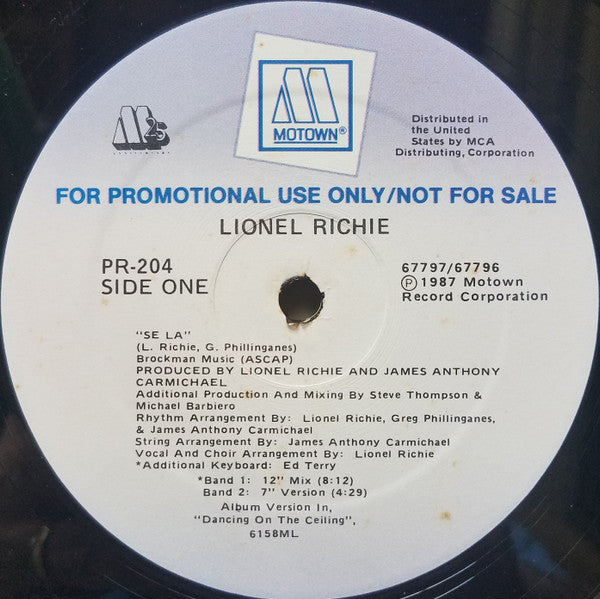 MOTOWN®
M25
Distributed in
the United
States by MCA
Distributing, Corporation
FOR PROMOTIONAL USE ONLY/NOT FOR SALE
LIONEL RICHIE
PR-204
SIDE ONE
67797/67796
Ⓟ1987 Motown
Record Corporation
"SE LA"
(L. Richie, G. Phillinganes)
Brockman Music (ASCAP)
PRODUCED BY LIONEL RICHIE AND JAMES ANTHONY
CARMICHAEL
Additional Production And Mixing By Steve Thompson &
Michael Barbiero
Rhythm Arrangement By: Lionel Richie, Greg Phillinganes,
& James Anthony Carmichael
String Arrangement By: James Anthony Carmichael
Vocal And Choir Arrangement By: Lionel Richie
*Additional Keyboard: Ed Terry
*Band 1: 12" Mix (8:12)
Band 2: 7" Version (4:29)
Album Version In,
"Dancing On The Ceiling",
6158ML